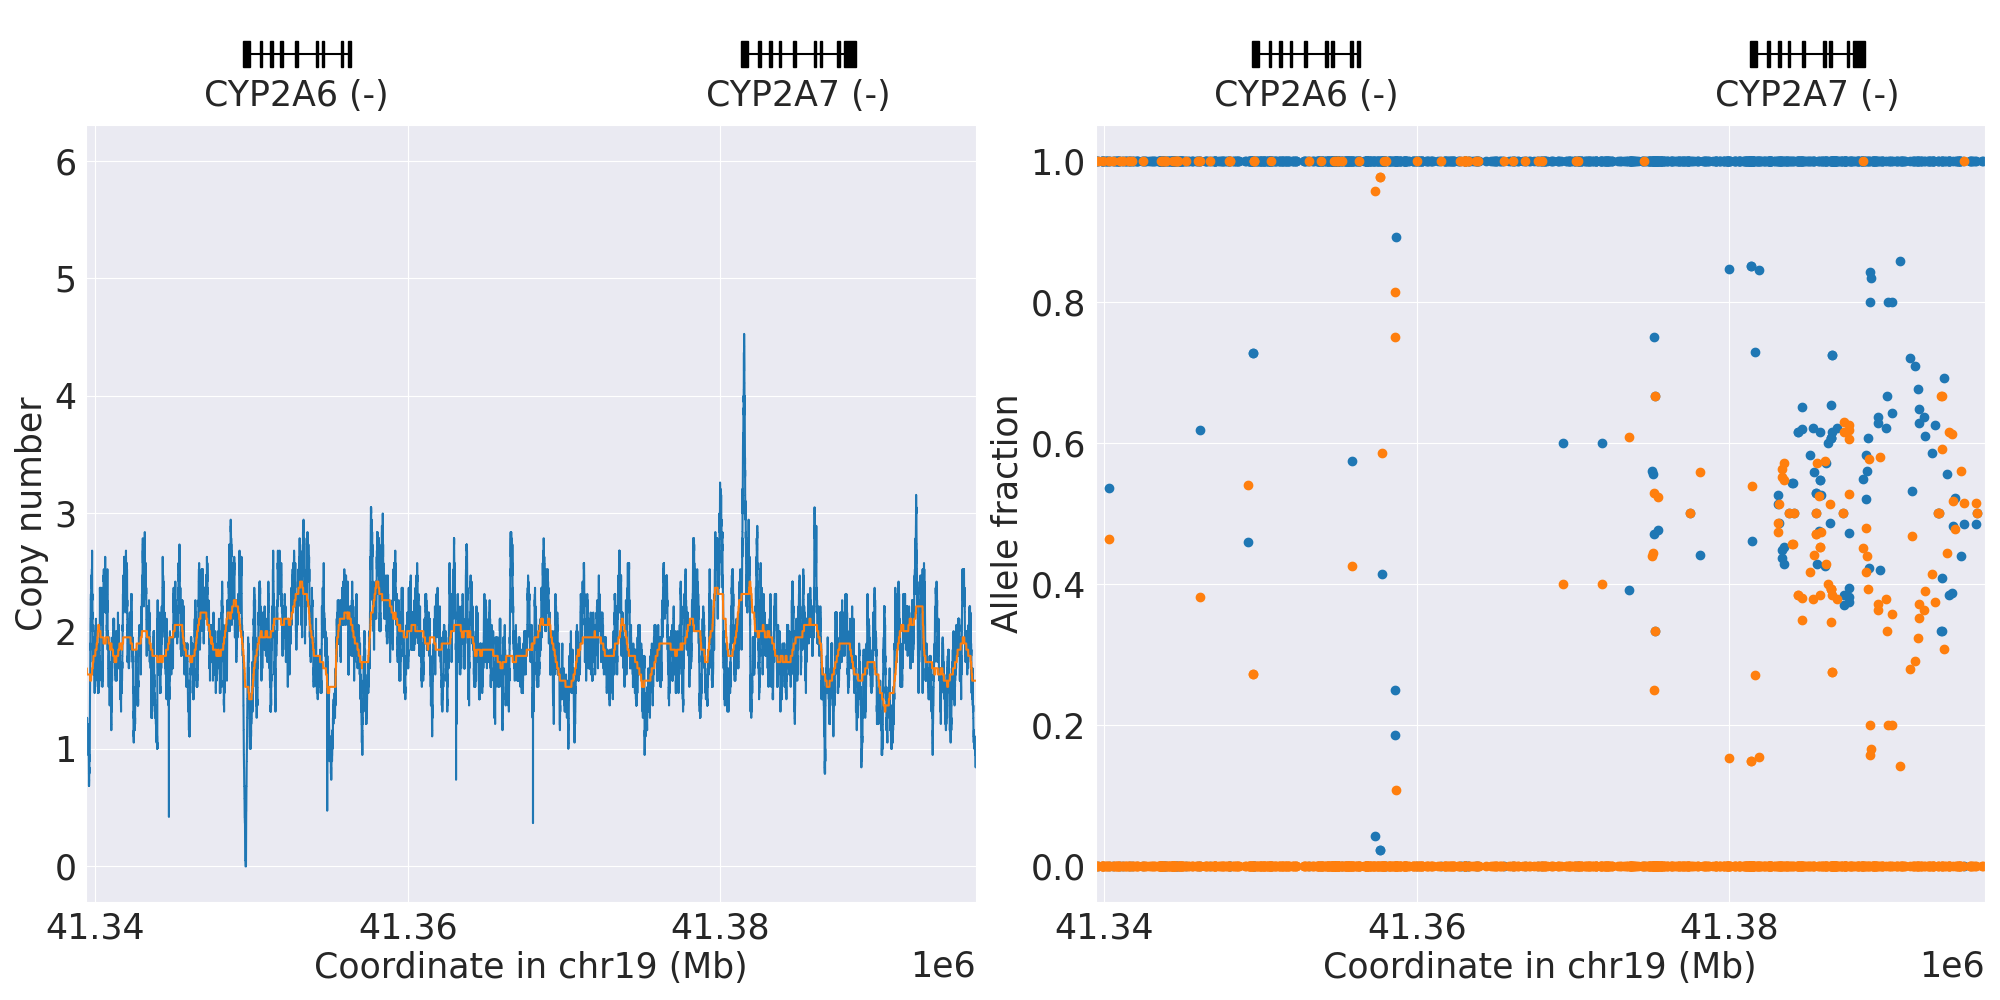 CYP2A6 (-)
CYP2A7 (-)
CYP2A6 (-)
CYP2A7 (-)
6
5
4
3
2
1
0
Copy number
41.34
41.36
41.38
Coordinate in chr19 (Mb)
1e6
1.0
0.8
0.6
0.4
0.2
0.0
Allele fraction
41.34
41.36
41.38
Coordinate in chr19 (Mb)
1e6